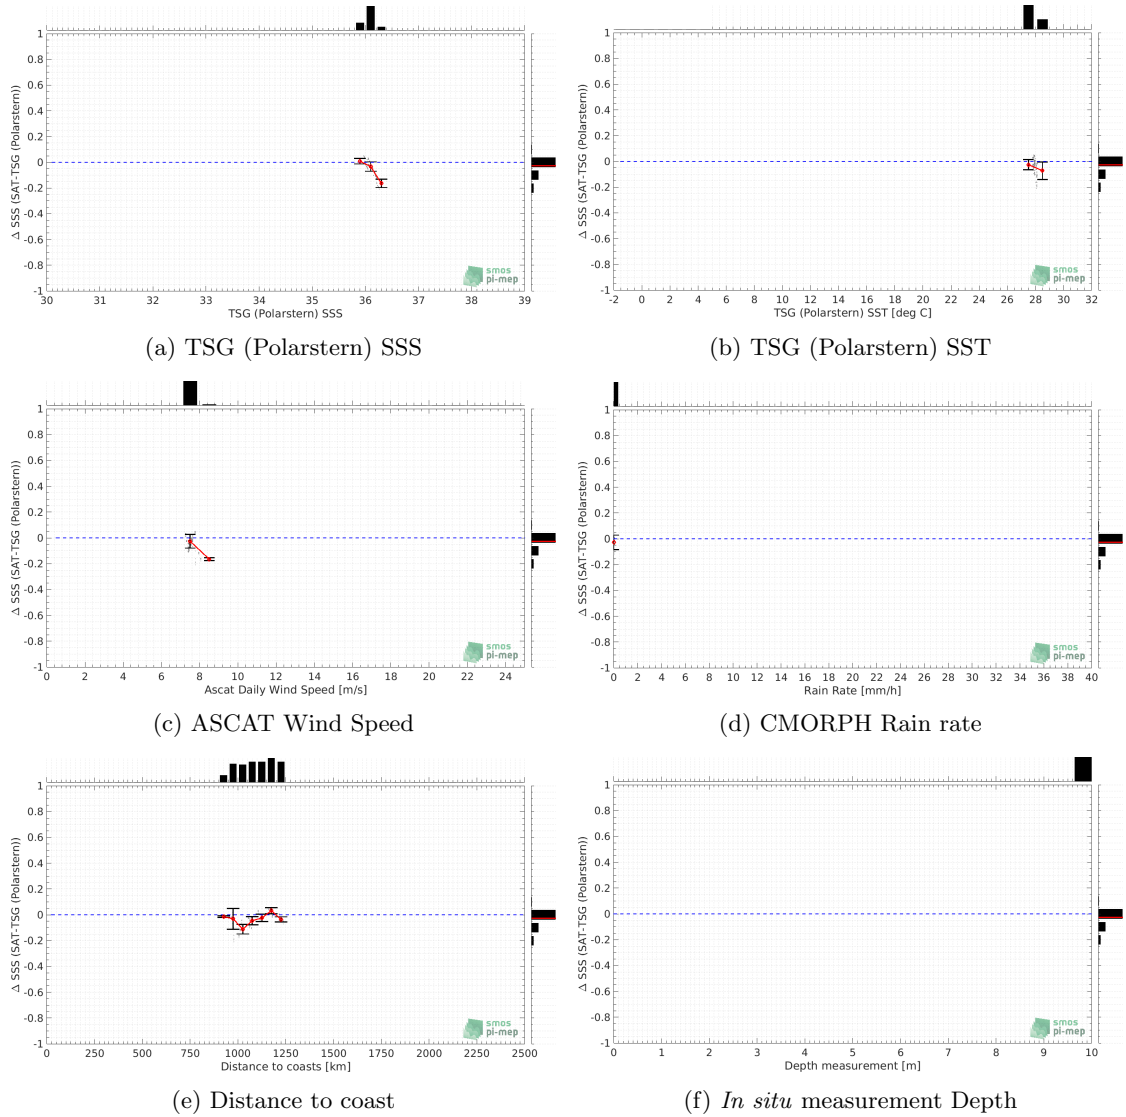 1
0.8
0.6
0.4
0.2
0
-0.2
-0.4
-0.6
-0.8
-1
Δ SSS (SAT-TSG (Polarstern))
smos
pi-mep
30 31 32 33 34 35 36 37 38 39
TSG (Polarstern) SSS
(a) TSG (Polarstern) SSS
1
0.8
0.6
0.4
0.2
0
-0.2
-0.4
-0.6
-0.8
-1
Δ SSS (SAT-TSG (Polarstern))
smos
pi-mep
-2 0 2 4 6 8 10 12 14 16 18 20 22 24 26 28 30 32 32.5
TSG (Polarstern) SST [deg C]
(b) TSG (Polarstern) SST
1
0.8
0.6
0.4
0.2
0
-0.2
-0.4
-0.6
-0.8
-1
Δ SSS (SAT-TSG (Polarstern))
smos
pi-mep
0 2 4 6 8 10 12 14 16 18 20 22 24
Ascat Daily Wind Speed [m/s]
(c) ASCAT Wind Speed
1
0.8
0.6
0.4
0.2
0
-0.2
-0.4
-0.6
-0.8
-1
Δ SSS (SAT-TSG (Polarstern))
smos
pi-mep
0 2 4 6 8 10 12 14 16 18 20 22 24 26 28 30 32 34 36 38 40
Rain Rate [mm/h]
(d) CMORPH Rain rate
1
0.8
0.6
0.4
0.2
0
-0.2
-0.4
-0.6
-0.8
-1
Δ SSS (SAT-TSG (Polarstern))
smos
pi-mep
0 250 500 750 1000 1250 1500 1750 2000 2250 2500
Distance to coasts [km]
(e) Distance to coast
1
0.8
0.6
0.4
0.2
0
-0.2
-0.4
-0.6
-0.8
-1
Δ SSS (SAT-TSG (Polarstern))
smos
pi-mep
0 1 2 3 4 5 6 7 8 9 10
Depth measurement [m]
(f) In situ measurement Depth